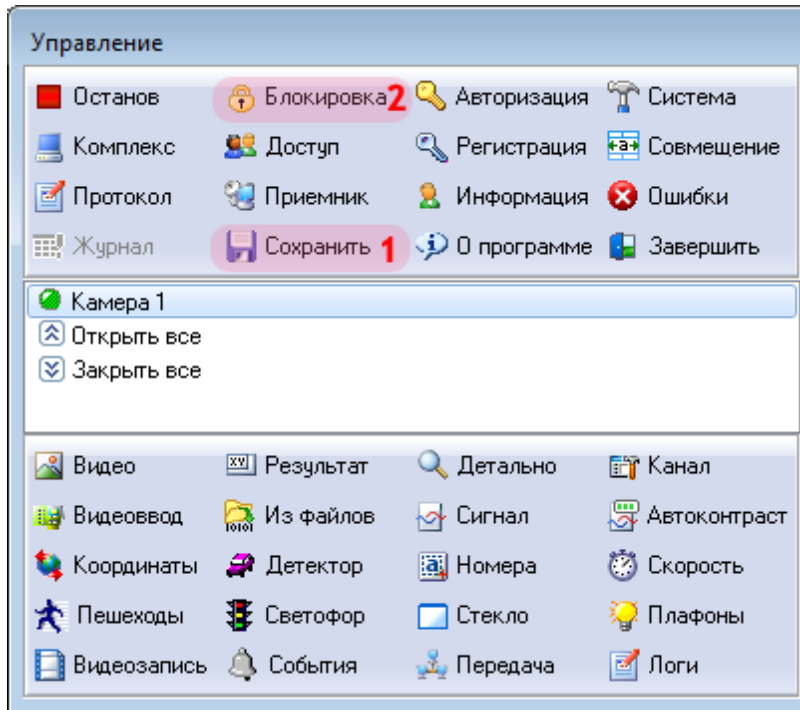 Управление
Останов Блокировка 2 Авторизация Система
Комплекс Доступ Регистрация Совмещение
Протокол Приемник Информация Ошибки
Журнал Сохранить 1 О программе Завершить
Камера 1
Открыть все
Закрыть все
Видео Результат Детально Канал
Видеоввод Из файлов Сигнал Автоконтраст
Координаты Детектор Номера Скорость
Пешеходы Светофор Стекло Плафоны
Видеозапись События Передача Логи